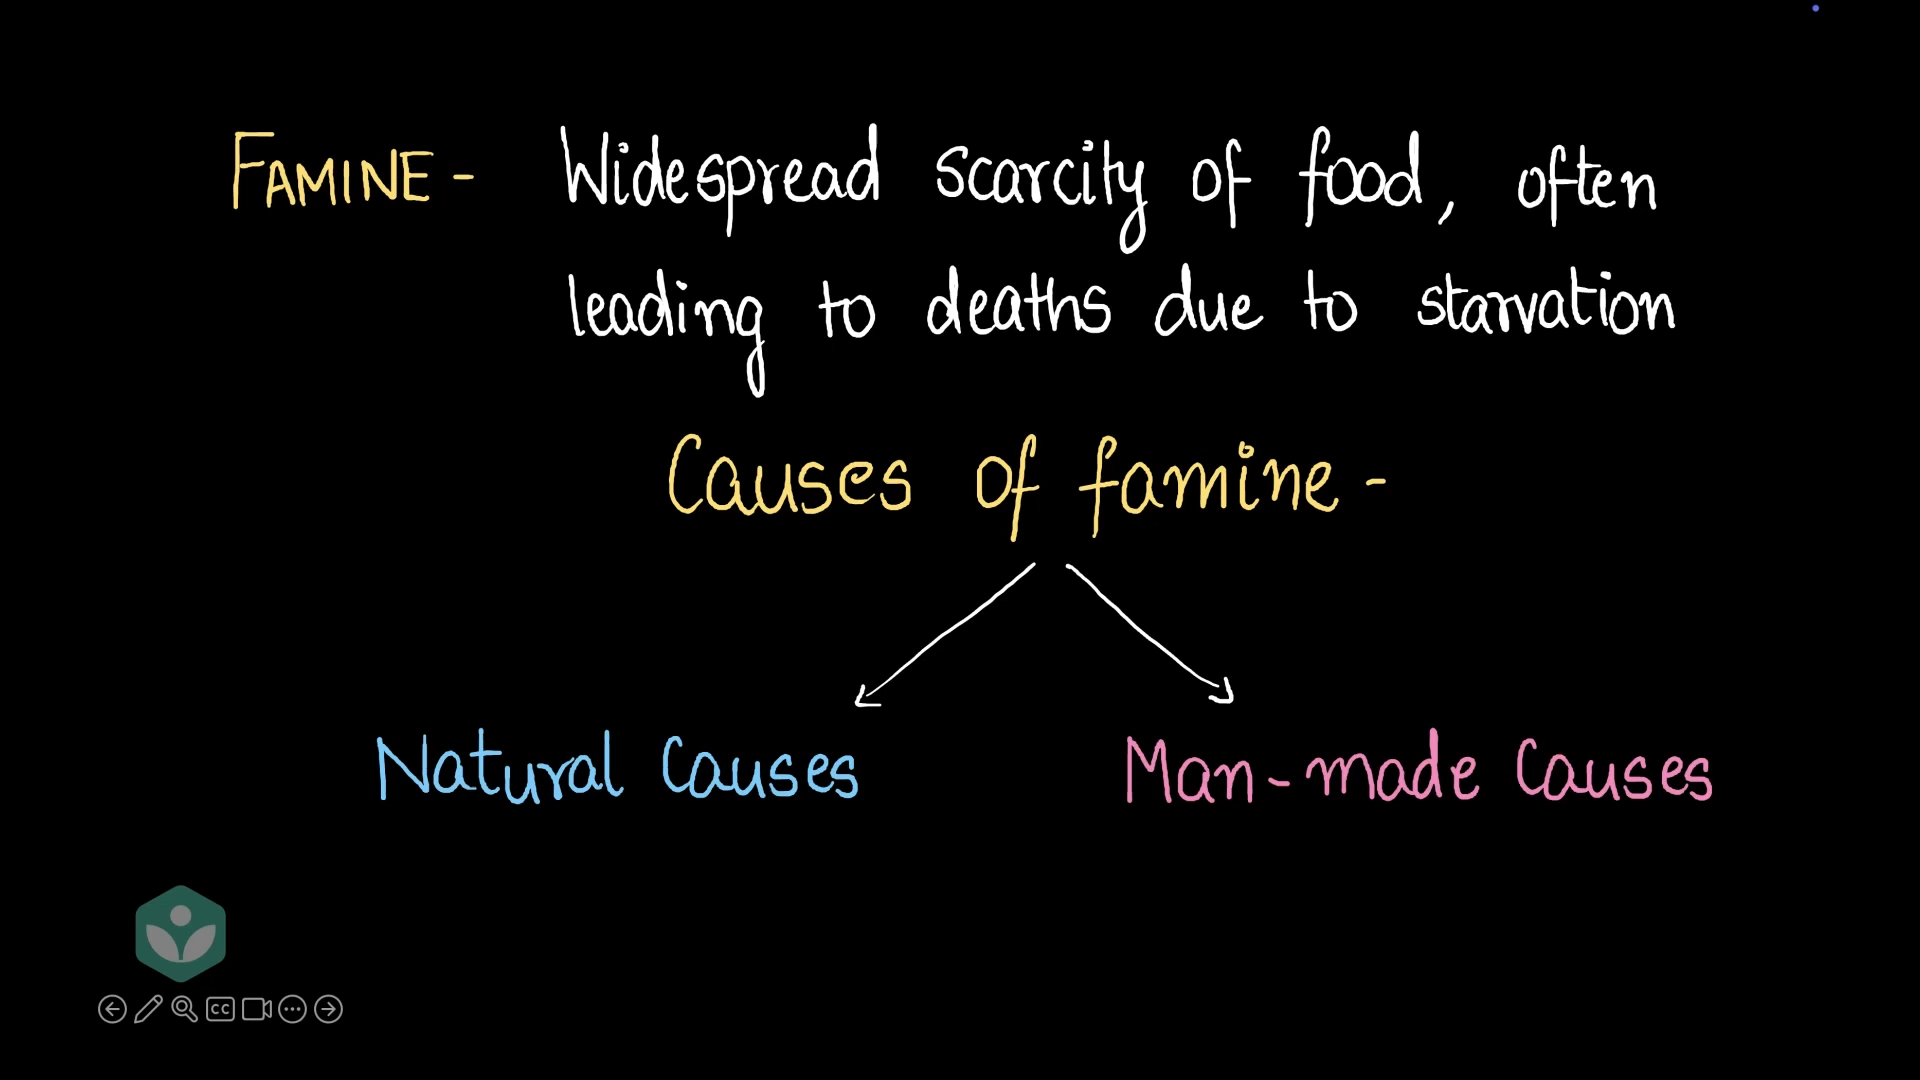 FAMINE - Widespread scarcity of food, often
leading to deaths due to starvation
Causes of famine -
Natural Causes
Man-made Causes
CC